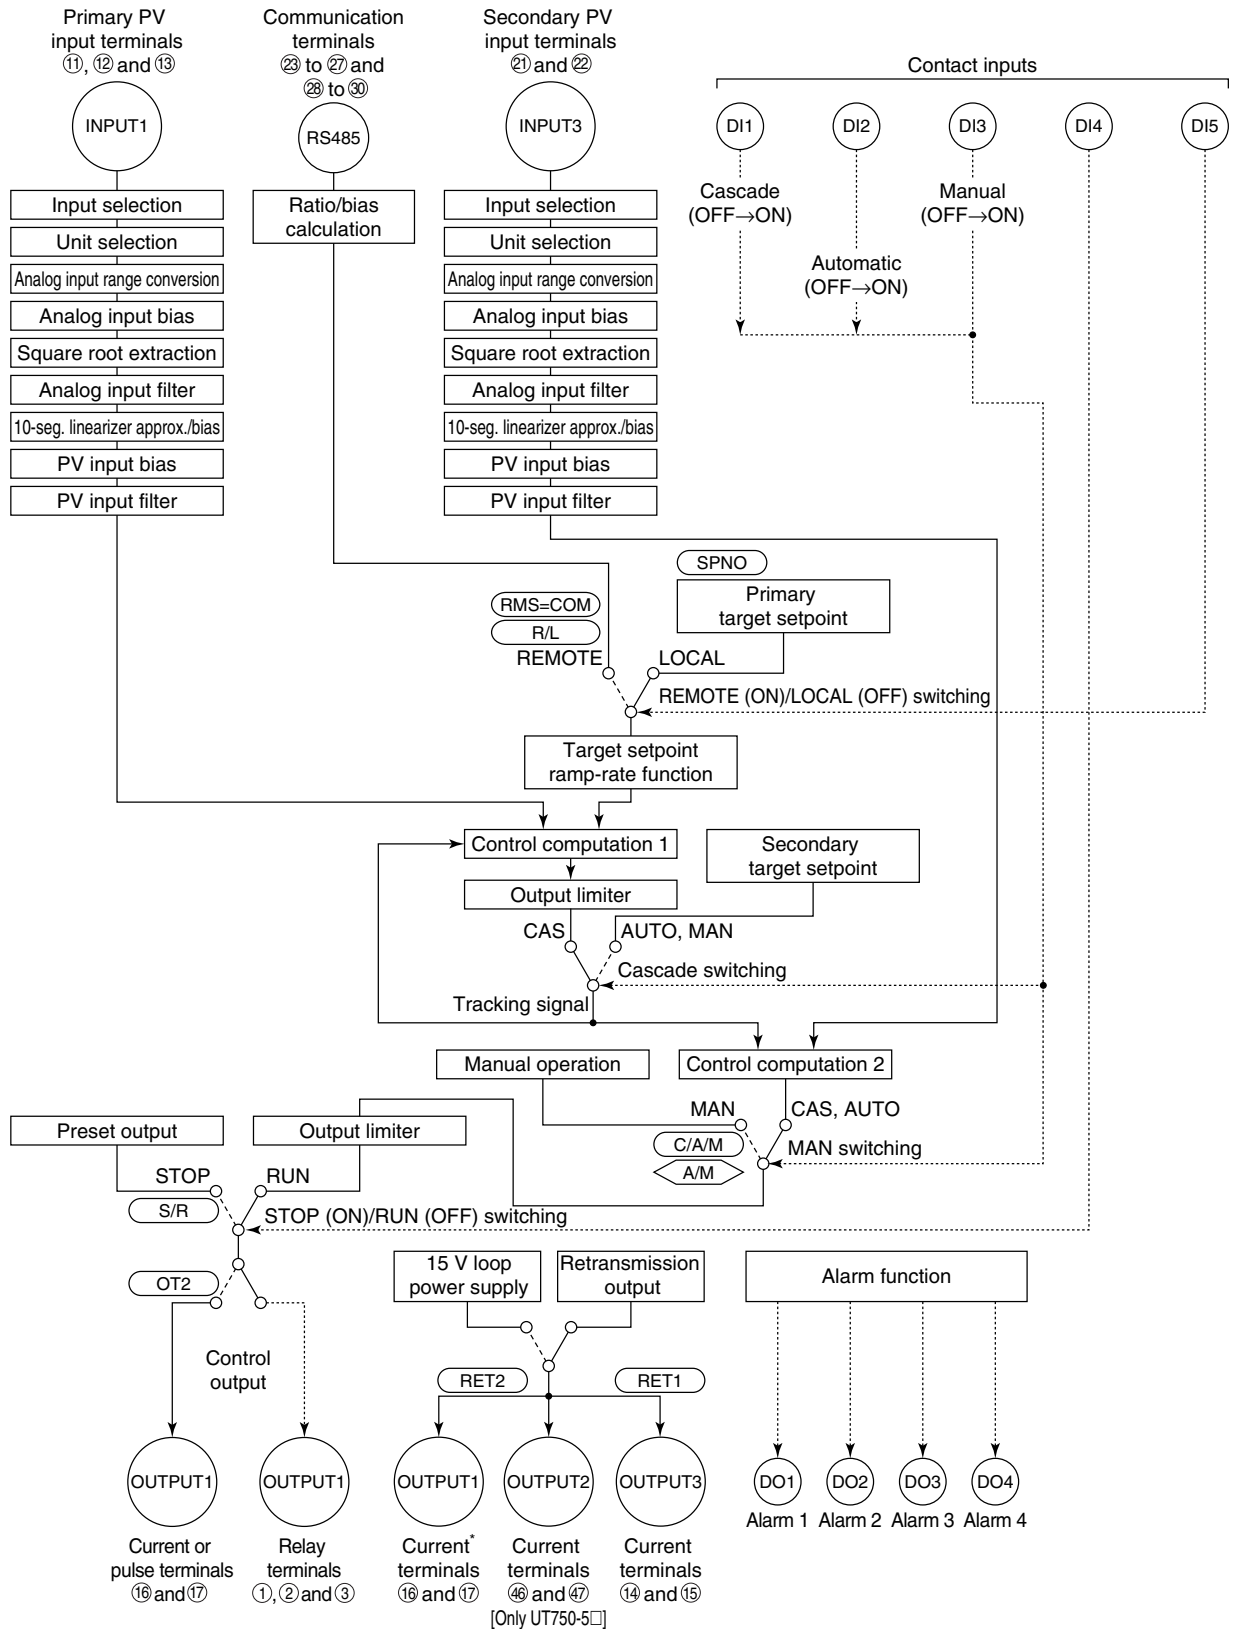 Primary PV
input terminals
⑪, ⑫ and ⑬
Communication
terminals
㉓ to ㉗ and
㉘ to ㉚
Secondary PV
input terminals
㉑ and ㉒
Contact inputs
INPUT1
RS485
INPUT3
DI1
DI2
DI3
DI4
DI5
Input selection
Unit selection
Analog input range conversion
Analog input bias
Square root extraction
Analog input filter
10-seg. linearizer approx./bias
PV input bias
PV input filter
Ratio/bias
calculation
Input selection
Unit selection
Analog input range conversion
Analog input bias
Square root extraction
Analog input filter
10-seg. linearizer approx./bias
PV input bias
PV input filter
Cascade
(OFF→ON)
Automatic
(OFF→ON)
Manual
(OFF→ON)
SPNO
Primary
target setpoint
RMS=COM
R/L
REMOTE
LOCAL
REMOTE (ON)/LOCAL (OFF) switching
Target setpoint
ramp-rate function
Control computation 1
Secondary
target setpoint
Output limiter
CAS
AUTO, MAN
Cascade switching
Tracking signal
Manual operation
Control computation 2
MAN
CAS, AUTO
C/A/M
A/M
MAN switching
Preset output
Output limiter
STOP
RUN
S/R
STOP (ON)/RUN (OFF) switching
OT2
Control
output
15 V loop
power supply
Retransmission
output
Alarm function
RET2
RET1
OUTPUT1
OUTPUT1
OUTPUT1
OUTPUT2
OUTPUT3
DO1
DO2
DO3
DO4
Alarm 1
Alarm 2
Alarm 3
Alarm 4
Current or
pulse terminals
⑯ and ⑰
Relay
terminals
①, ② and ③
Current*
terminals
⑯ and ⑰
Current
terminals
㊻ and ㊼
[Only UT750-5□]
Current
terminals
⑭ and ⑮